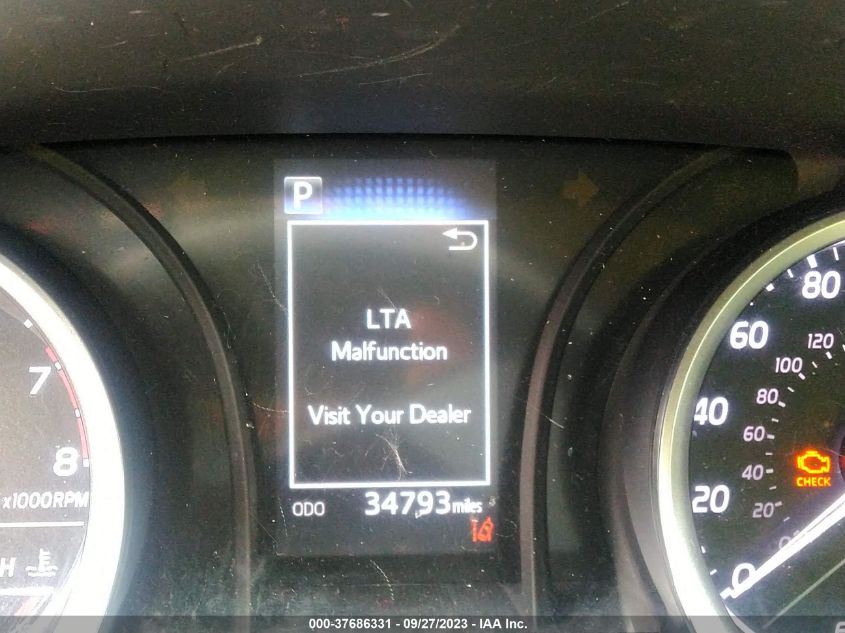 P
LTA
Malfunction
Visit Your Dealer
ODO 34793 miles
7
8
x1000RPM
H
80
60
40
20
0
120
100
80
60
40
20
CHECK
000-37686331 - 09/27/2023 - IAA Inc.